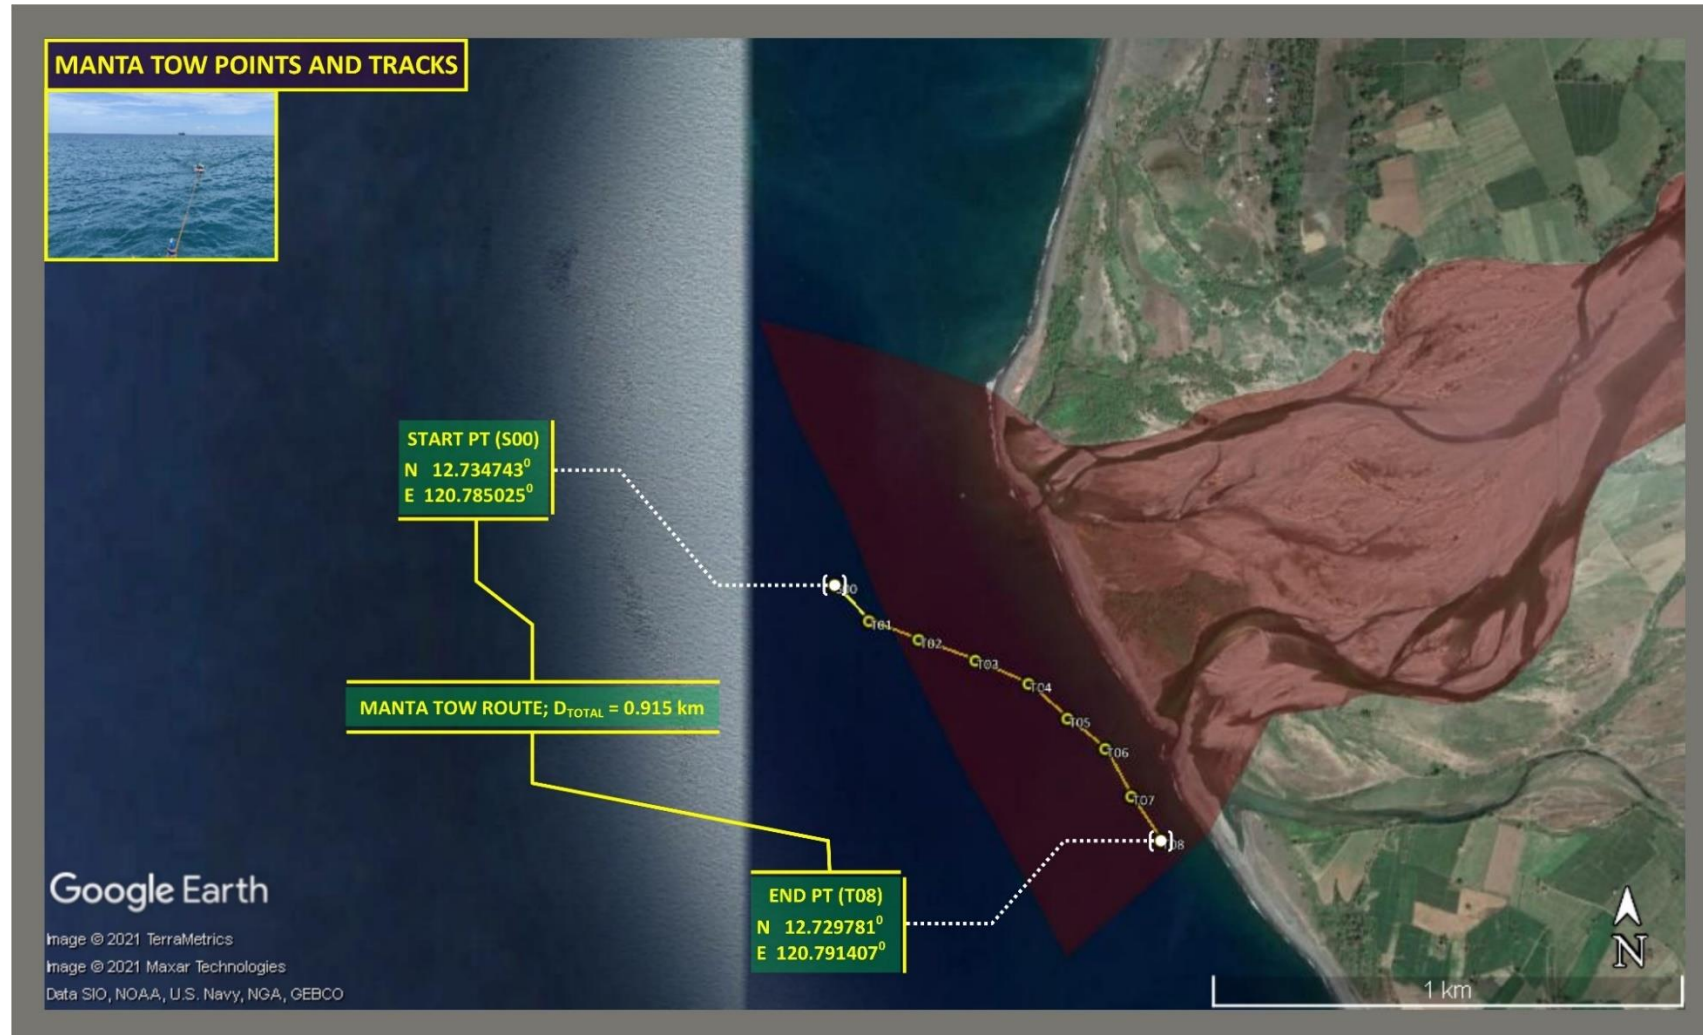 MANTA TOW POINTS AND TRACKS
START PT (S00)
N 12.734743⁰
E 120.785025⁰
S00
T01
T02
T03
T04
T05
T06
T07
T08
MANTA TOW ROUTE; DTOTAL = 0.915 km
END PT (T08)
N 12.729781⁰
E 120.791407⁰
Google Earth
Image © 2021 TerraMetrics
Image © 2021 Maxar Technologies
Data SIO, NOAA, U.S. Navy, NGA, GEBCO
N
1 km